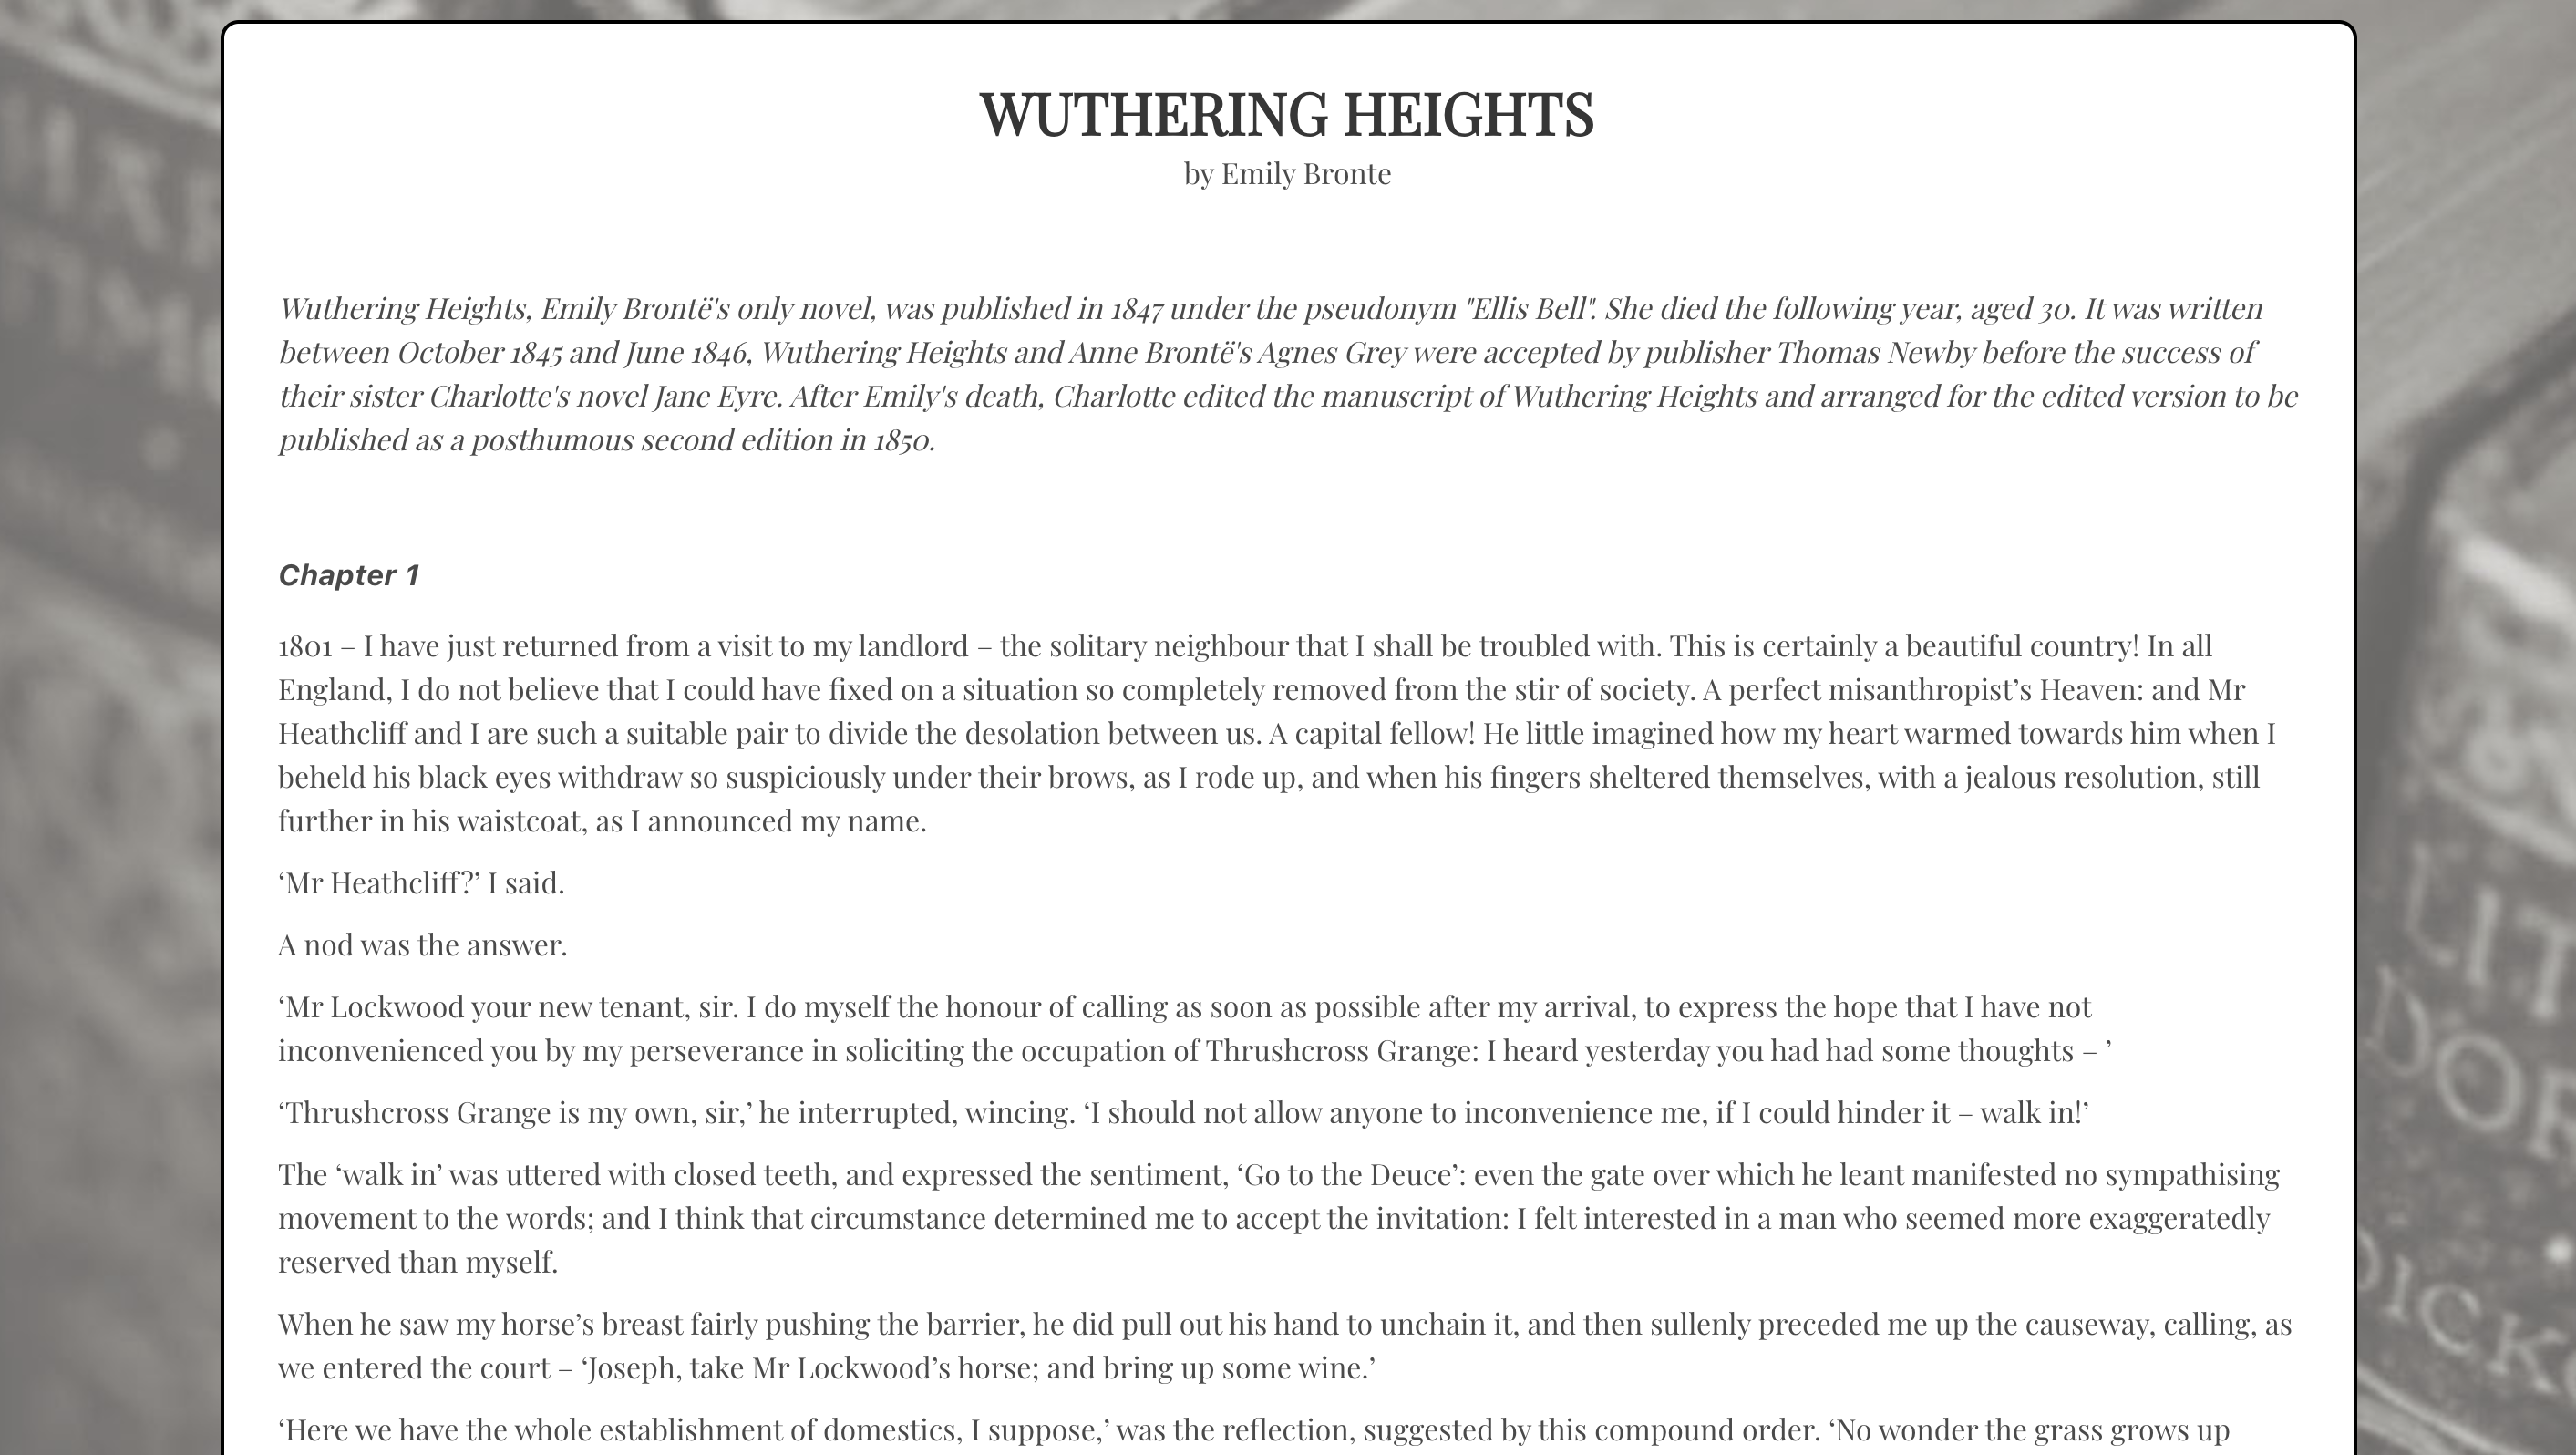 WUTHERING HEIGHTS
by Emily Bronte
Wuthering Heights, Emily Brontë's only novel, was published in 1847 under the pseudonym "Ellis Bell". She died the following year, aged 30. It was written
between October 1845 and June 1846, Wuthering Heights and Anne Brontë's Agnes Grey were accepted by publisher Thomas Newby before the success of
their sister Charlotte's novel Jane Eyre. After Emily's death, Charlotte edited the manuscript of Wuthering Heights and arranged for the edited version to be
published as a posthumous second edition in 1850.
Chapter 1
1801 – I have just returned from a visit to my landlord – the solitary neighbour that I shall be troubled with. This is certainly a beautiful country! In all
England, I do not believe that I could have fixed on a situation so completely removed from the stir of society. A perfect misanthropist’s Heaven: and Mr
Heathcliff and I are such a suitable pair to divide the desolation between us. A capital fellow! He little imagined how my heart warmed towards him when I
beheld his black eyes withdraw so suspiciously under their brows, as I rode up, and when his fingers sheltered themselves, with a jealous resolution, still
further in his waistcoat, as I announced my name.
‘Mr Heathcliff?’ I said.
A nod was the answer.
‘Mr Lockwood your new tenant, sir. I do myself the honour of calling as soon as possible after my arrival, to express the hope that I have not
inconvenienced you by my perseverance in soliciting the occupation of Thrushcross Grange: I heard yesterday you had had some thoughts – ’
‘Thrushcross Grange is my own, sir,’ he interrupted, wincing. ‘I should not allow anyone to inconvenience me, if I could hinder it – walk in!’
The ‘walk in’ was uttered with closed teeth, and expressed the sentiment, ‘Go to the Deuce’: even the gate over which he leant manifested no sympathising
movement to the words; and I think that circumstance determined me to accept the invitation: I felt interested in a man who seemed more exaggeratedly
reserved than myself.
When he saw my horse’s breast fairly pushing the barrier, he did pull out his hand to unchain it, and then sullenly preceded me up the causeway, calling, as
we entered the court – ‘Joseph, take Mr Lockwood’s horse; and bring up some wine.’
‘Here we have the whole establishment of domestics, I suppose,’ was the reflection, suggested by this compound order. ‘No wonder the grass grows up